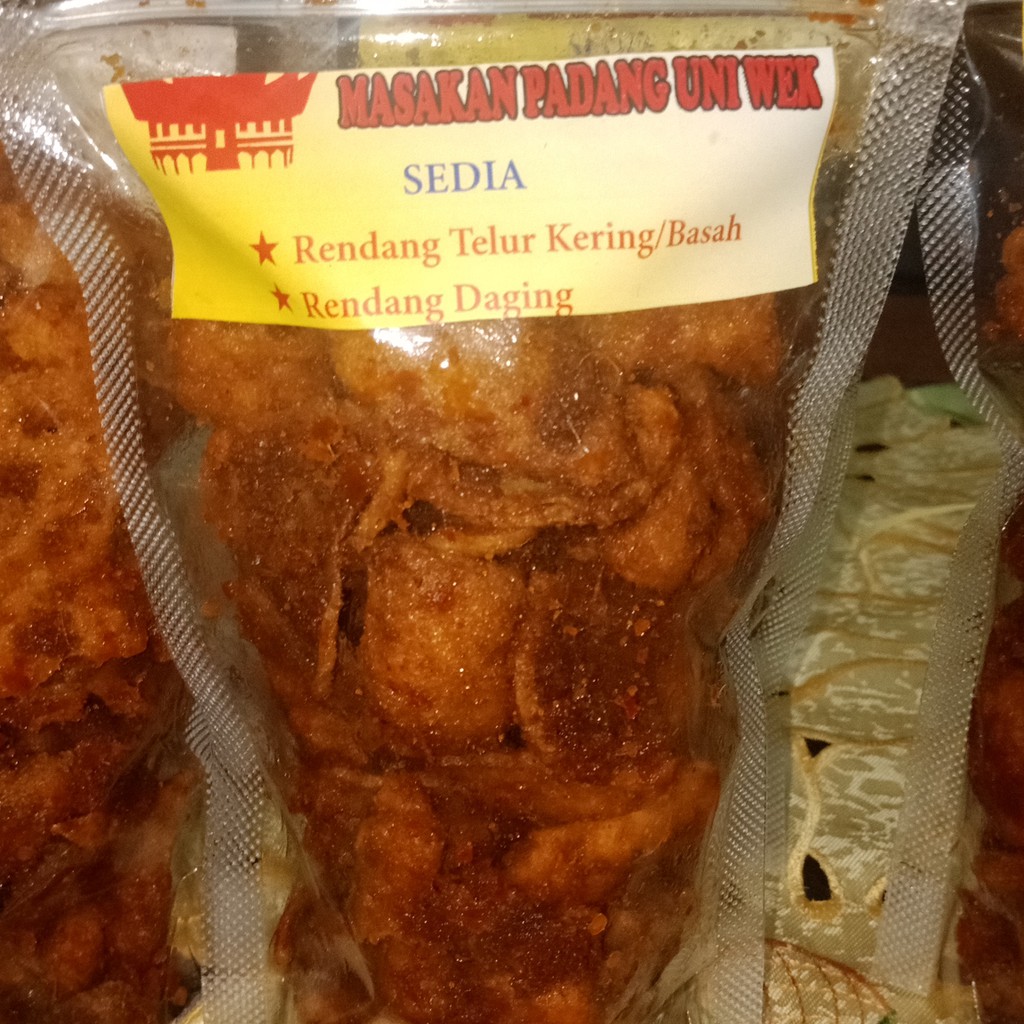 MASAKAN PADANG UNI WEK
SEDIA
Rendang Telur Kering/Basah
Rendang Daging